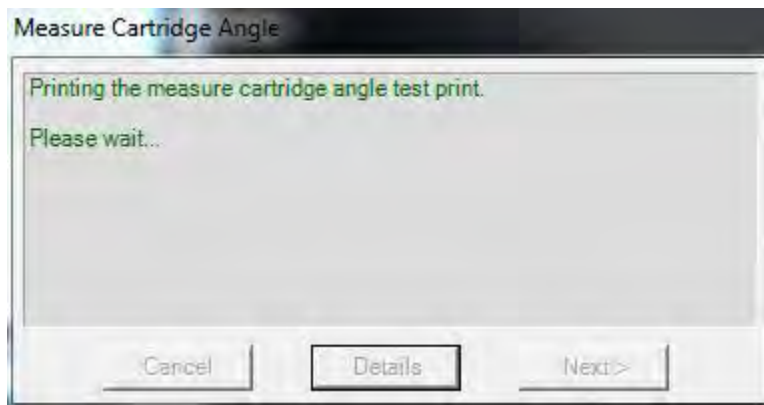 Measure Cartridge Angle
Printing the measure cartridge angle test print.
Please wait...
Cancel
Details
Next >